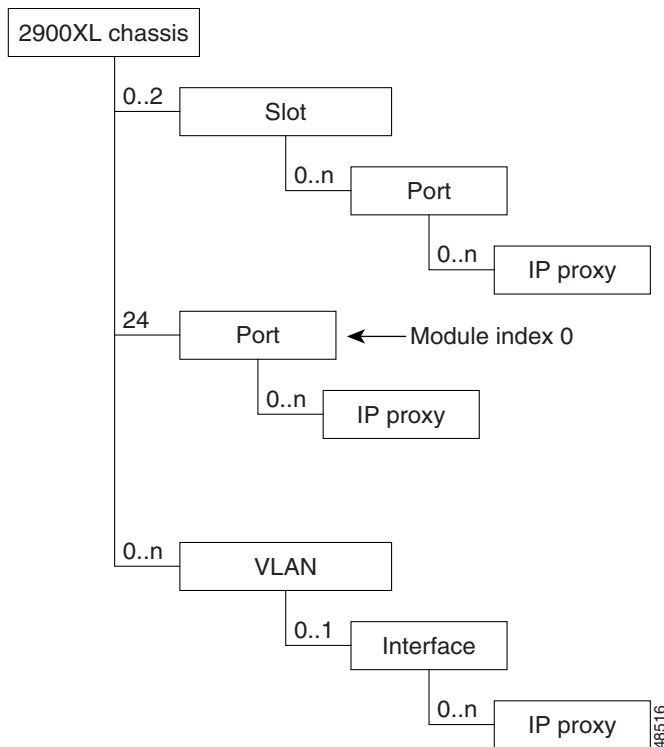 2900XL chassis
0..2
Slot
0..n
Port
0..n
IP proxy
24
Port
Module index 0
0..n
IP proxy
0..n
VLAN
0..1
Interface
0..n
IP proxy
48516